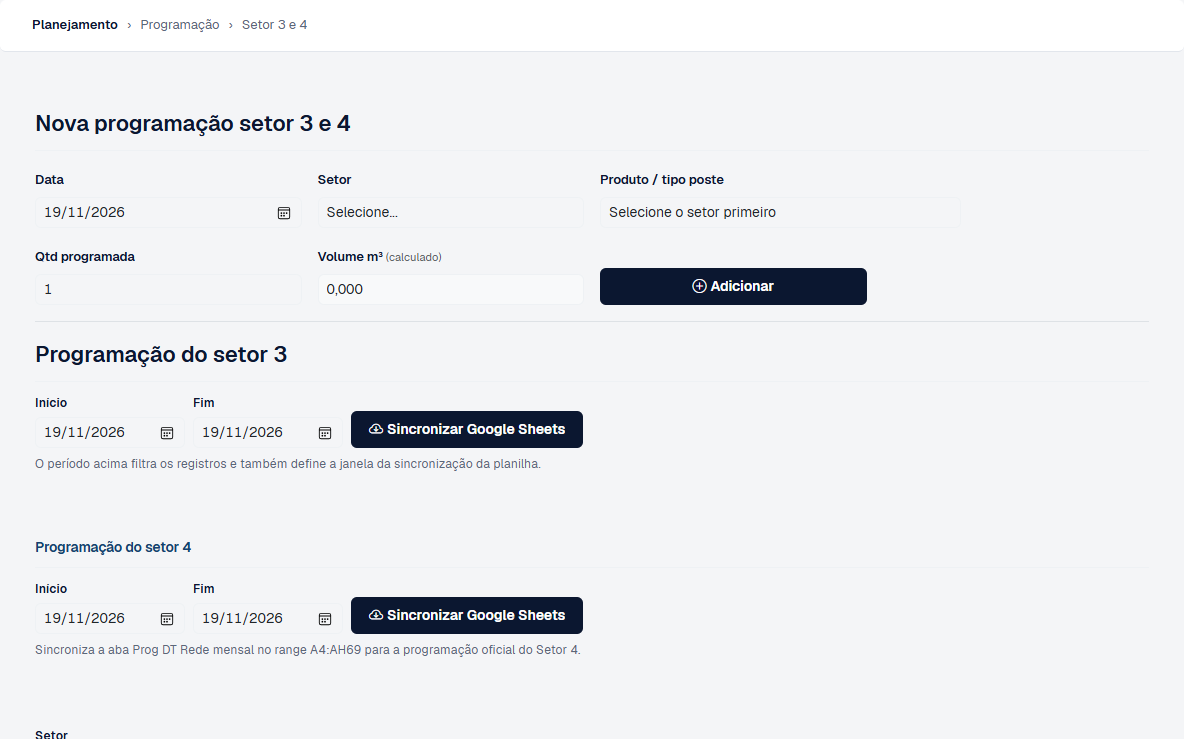 Planejamento › Programação › Setor 3 e 4
Nova programação setor 3 e 4
Data Setor Produto / tipo poste
19/11/2026 Selecione... Selecione o setor primeiro
Qtd programada Volume m³ (calculado)
1 0,000 Adicionar
Programação do setor 3
Início Fim
19/11/2026 19/11/2026 Sincronizar Google Sheets
O período acima filtra os registros e também define a janela da sincronização da planilha.
Programação do setor 4
Início Fim
19/11/2026 19/11/2026 Sincronizar Google Sheets
Sincroniza a aba Prog DT Rede mensal no range A4:AH69 para a programação oficial do Setor 4.
Setor